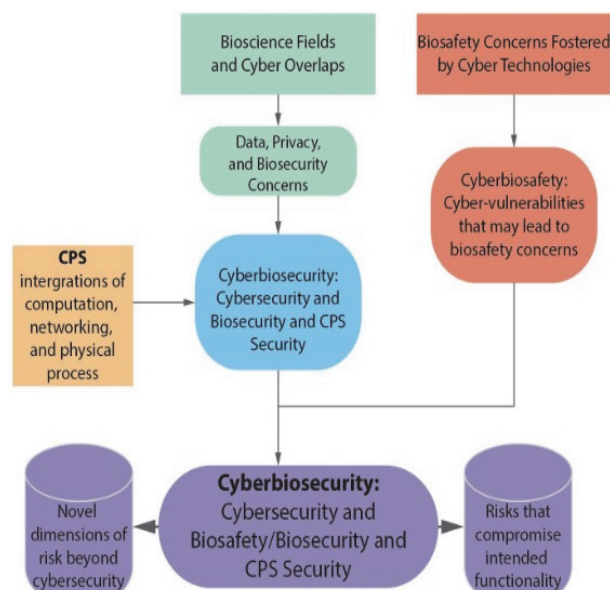 Bioscience Fields
and Cyber Overlaps
Biosafety Concerns Fostered
by Cyber Technologies
Data, Privacy,
and Biosecurity
Concerns
Cyberbiosafety:
Cyber-vulnerabilities
that may lead to
biosafety concerns
CPS
intergrations of
computation,
networking,
and physical
process
Cyberbiosecurity:
Cybersecurity and
Biosecurity and CPS
Security
Novel
dimensions of
risk beyond
cybersecurity
Cyberbiosecurity:
Cybersecurity and
Biosafety/Biosecurity and
CPS Security
Risks that
compromise
intended
functionality